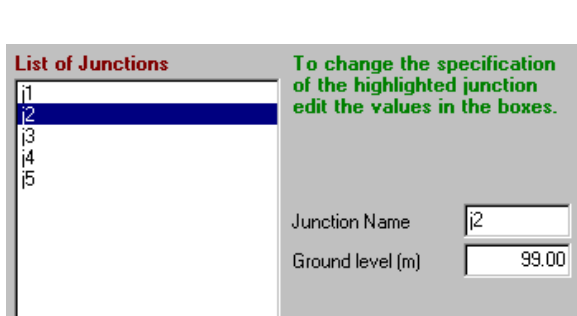 List of Junctions
j1
j2
j3
j4
j5
To change the specification
of the highlighted junction
edit the values in the boxes.
Junction Name
j2
Ground level (m)
99.00